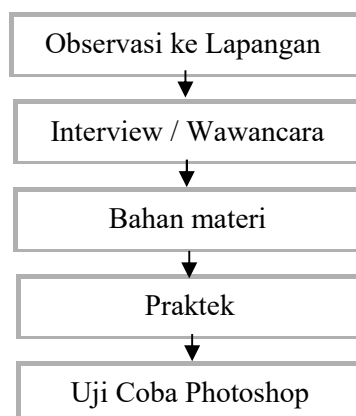 Observasi ke Lapangan
Interview / Wawancara
Bahan materi
Praktek
Uji Coba Photoshop